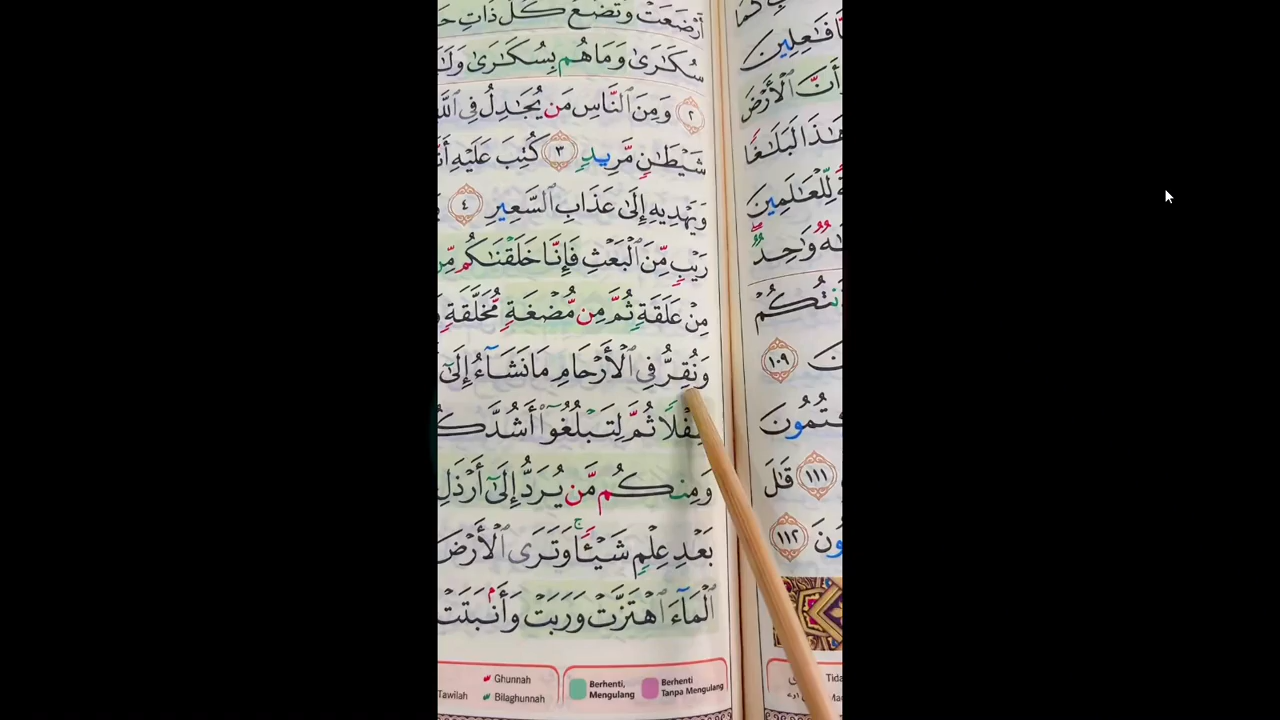 فَـٰعِلِينَ
أَنَّ ٱلْأَرْضَ
هَـٰذَا لَبَلَـٰغًا
لِّلْعَـٰلَمِينَ
وَٰحِدٌ
١٠٩
١١١ قَـٰلَ
١١٢
أَرْضَعَتْ وَتَضَعُ كُلُّ ذَاتِ
سُكَـٰرَىٰ وَمَا هُم بِسُكَـٰرَىٰ
٢ وَمِنَ ٱلنَّاسِ مَن يُجَـٰدِلُ فِى
شَيْطَـٰنٍ مَّرِيدٍ ٣ كُتِبَ عَلَيْهِ
وَيَهْدِيهِ إِلَىٰ عَذَابِ ٱلسَّعِيرِ ٤
رَيْبٍ مِّنَ ٱلْبَعْثِ فَإِنَّا خَلَقْنَـٰكُم مِّن
مِنْ عَلَقَةٍ ثُمَّ مِن مُّضْغَةٍ مُّخَلَّقَةٍ
وَنُقِرُّ فِى ٱلْأَرْحَامِ مَا نَشَآءُ إِلَىٰٓ
ثُمَّ لِتَبْلُغُوٓا۟
وَمِنكُم مَّن يُرَدُّ إِلَىٰٓ أَرْذَلِ
بَعْدِ عِلْمٍ شَيْـًٔا ۚ وَتَرَى ٱلْأَرْضَ
ٱلْمَآءَ ٱهْتَزَّتْ وَرَبَتْ وَأَنۢبَتَتْ
Ghunnah
Bilaghunnah
Berhenti, Mengulang
Berhenti Tanpa Mengulang